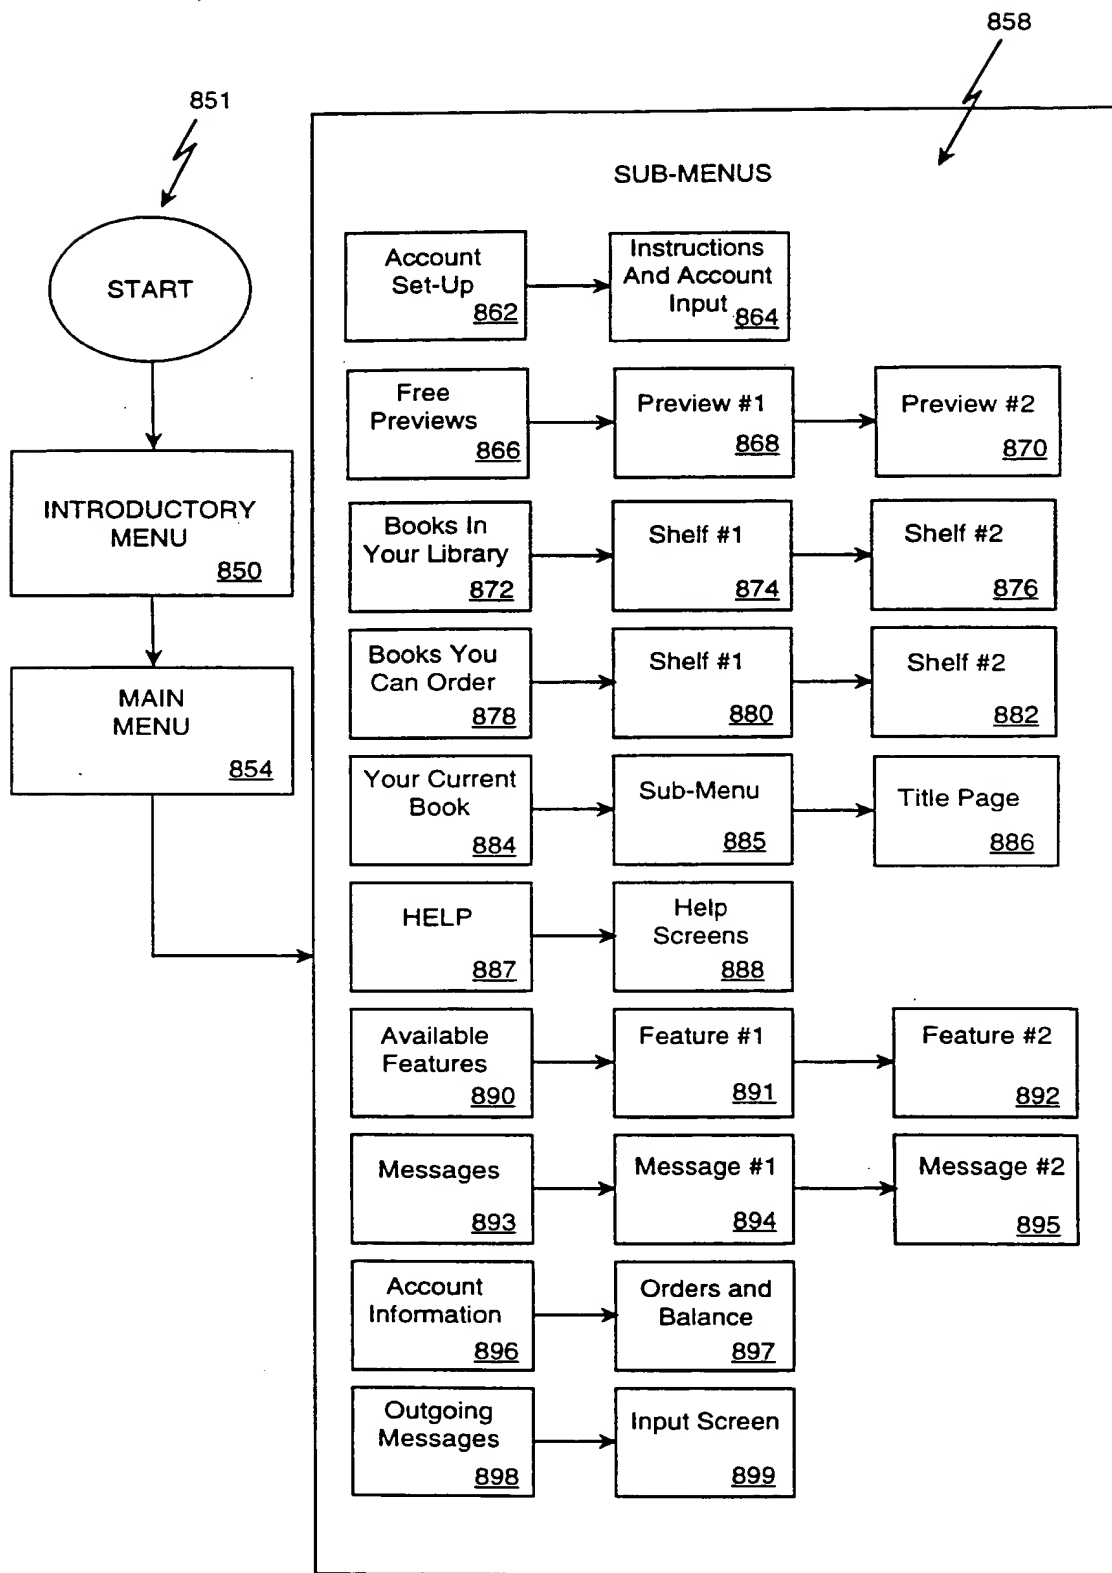 858
851
SUB-MENUS
START
INTRODUCTORY
MENU
850
MAIN
MENU
854
Account
Set-Up
862
Instructions
And Account
Input
864
Free
Previews
866
Preview #1
868
Preview #2
870
Books In
Your Library
872
Shelf #1
874
Shelf #2
876
Books You
Can Order
878
Shelf #1
880
Shelf #2
882
Your Current
Book
884
Sub-Menu
885
Title Page
886
HELP
887
Help
Screens
888
Available
Features
890
Feature #1
891
Feature #2
892
Messages
893
Message #1
894
Message #2
895
Account
Information
896
Orders and
Balance
897
Outgoing
Messages
898
Input Screen
899